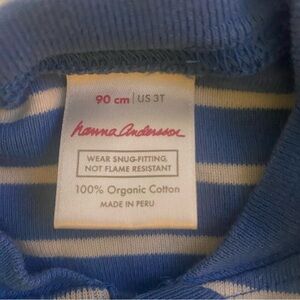 90 cm | US 3T
hanna andersson
WEAR SNUG-FITTING,
NOT FLAME RESISTANT
100% Organic Cotton
MADE IN PERU